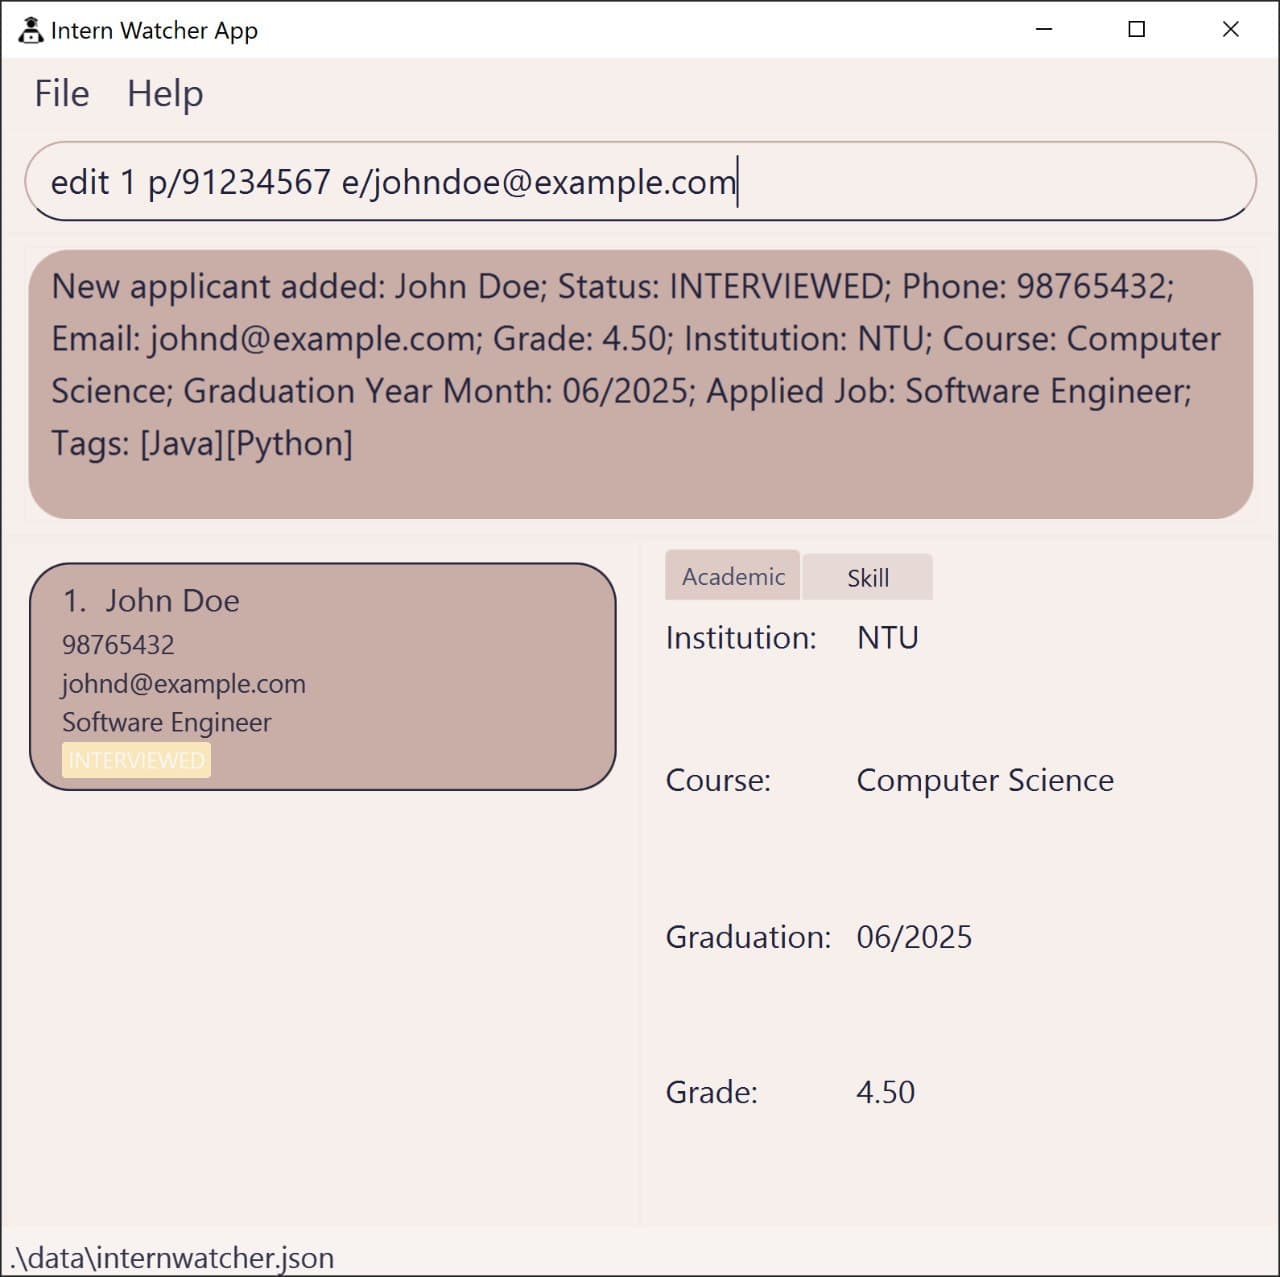 Intern Watcher App
File Help
edit 1 p/91234567 e/johndoe@example.com
New applicant added: John Doe; Status: INTERVIEWED; Phone: 98765432;
Email: johnd@example.com; Grade: 4.50; Institution: NTU; Course: Computer
Science; Graduation Year Month: 06/2025; Applied Job: Software Engineer;
Tags: [Java][Python]
1. John Doe
98765432
johnd@example.com
Software Engineer
INTERVIEWED
Academic Skill
Institution: NTU
Course: Computer Science
Graduation: 06/2025
Grade: 4.50
.\data\internwatcher.json